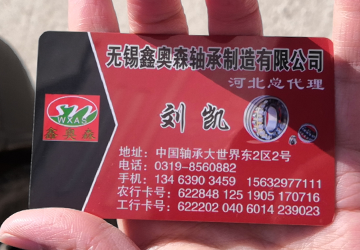 无锡鑫奥森轴承制造有限公司
河北总代理
WXAS
鑫奥森
刘凯
地址：中国轴承大世界东2区2号
电话：0319-8560882
手机：134 6390 3459 15632977111
农行卡号：622848 125 1905 170716
工行卡号：622202 040 6014 239023